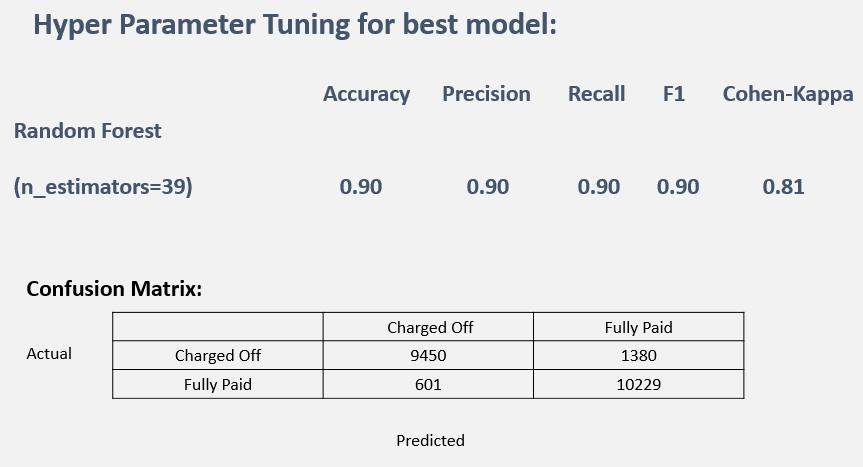 Hyper Parameter Tuning for best model:
Accuracy Precision Recall F1 Cohen-Kappa
Random Forest
(n_estimators=39) 0.90 0.90 0.90 0.90 0.81
Confusion Matrix:
Charged Off Fully Paid
Actual Charged Off 9450 1380
Fully Paid 601 10229
Predicted